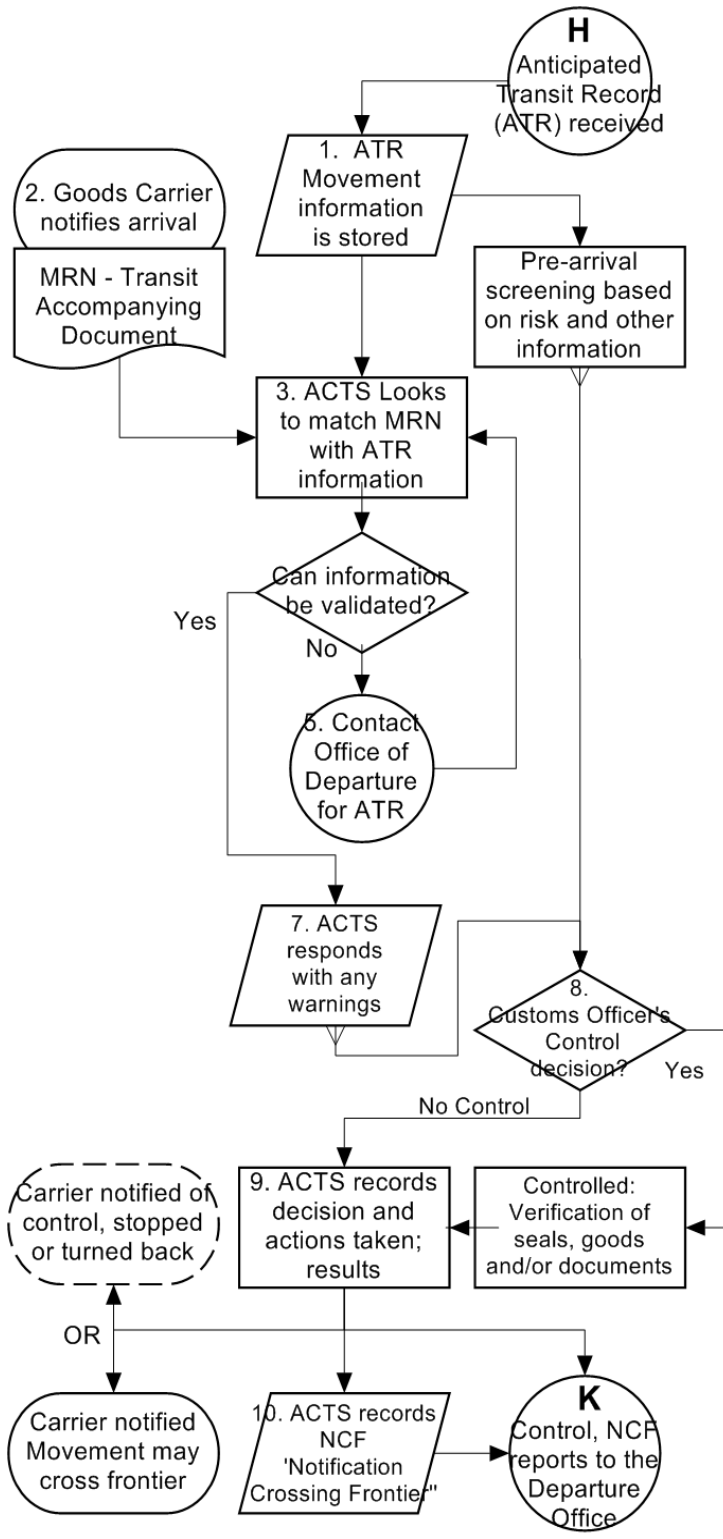 H
Anticipated
Transit Record
(ATR) received
1. ATR
Movement
information
is stored
2. Goods Carrier
notifies arrival
MRN - Transit
Accompanying
Document
Pre-arrival
screening based
on risk and other
information
3. ACTS Looks
to match MRN
with ATR
information
Can information
be validated?
Yes
No
5. Contact
Office of
Departure
for ATR
7. ACTS
responds
with any
warnings
8.
Customs Officer's
Control
decision?
Yes
No Control
Carrier notified of
control, stopped
or turned back
9. ACTS records
decision and
actions taken;
results
Controlled:
Verification of
seals, goods
and/or documents
OR
Carrier notified
Movement may
cross frontier
10. ACTS records
NCF
'Notification
Crossing Frontier"
K
Control, NCF
reports to the
Departure
Office